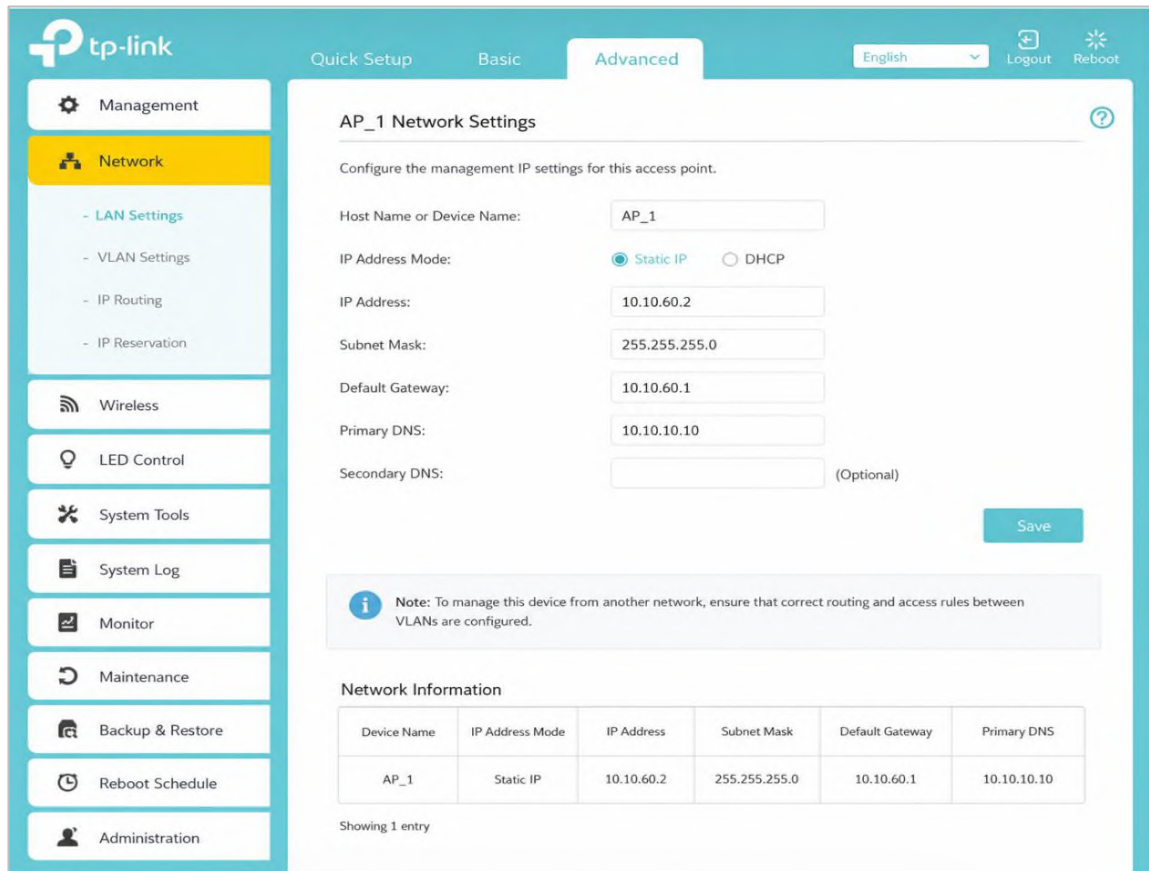 tp-link
Quick Setup
Basic
Advanced
English
Logout
Reboot
Management
Network
- LAN Settings
- VLAN Settings
- IP Routing
- IP Reservation
Wireless
LED Control
System Tools
System Log
Monitor
Maintenance
Backup & Restore
Reboot Schedule
Administration
AP_1 Network Settings
?
Configure the management IP settings for this access point.
Host Name or Device Name: AP_1
IP Address Mode: Static IP DHCP
IP Address: 10.10.60.2
Subnet Mask: 255.255.255.0
Default Gateway: 10.10.60.1
Primary DNS: 10.10.10.10
Secondary DNS: (Optional)
Save
i
Note: To manage this device from another network, ensure that correct routing and access rules between
VLANs are configured.
Network Information
Device Name IP Address Mode IP Address Subnet Mask Default Gateway Primary DNS
AP_1 Static IP 10.10.60.2 255.255.255.0 10.10.60.1 10.10.10.10
Showing 1 entry